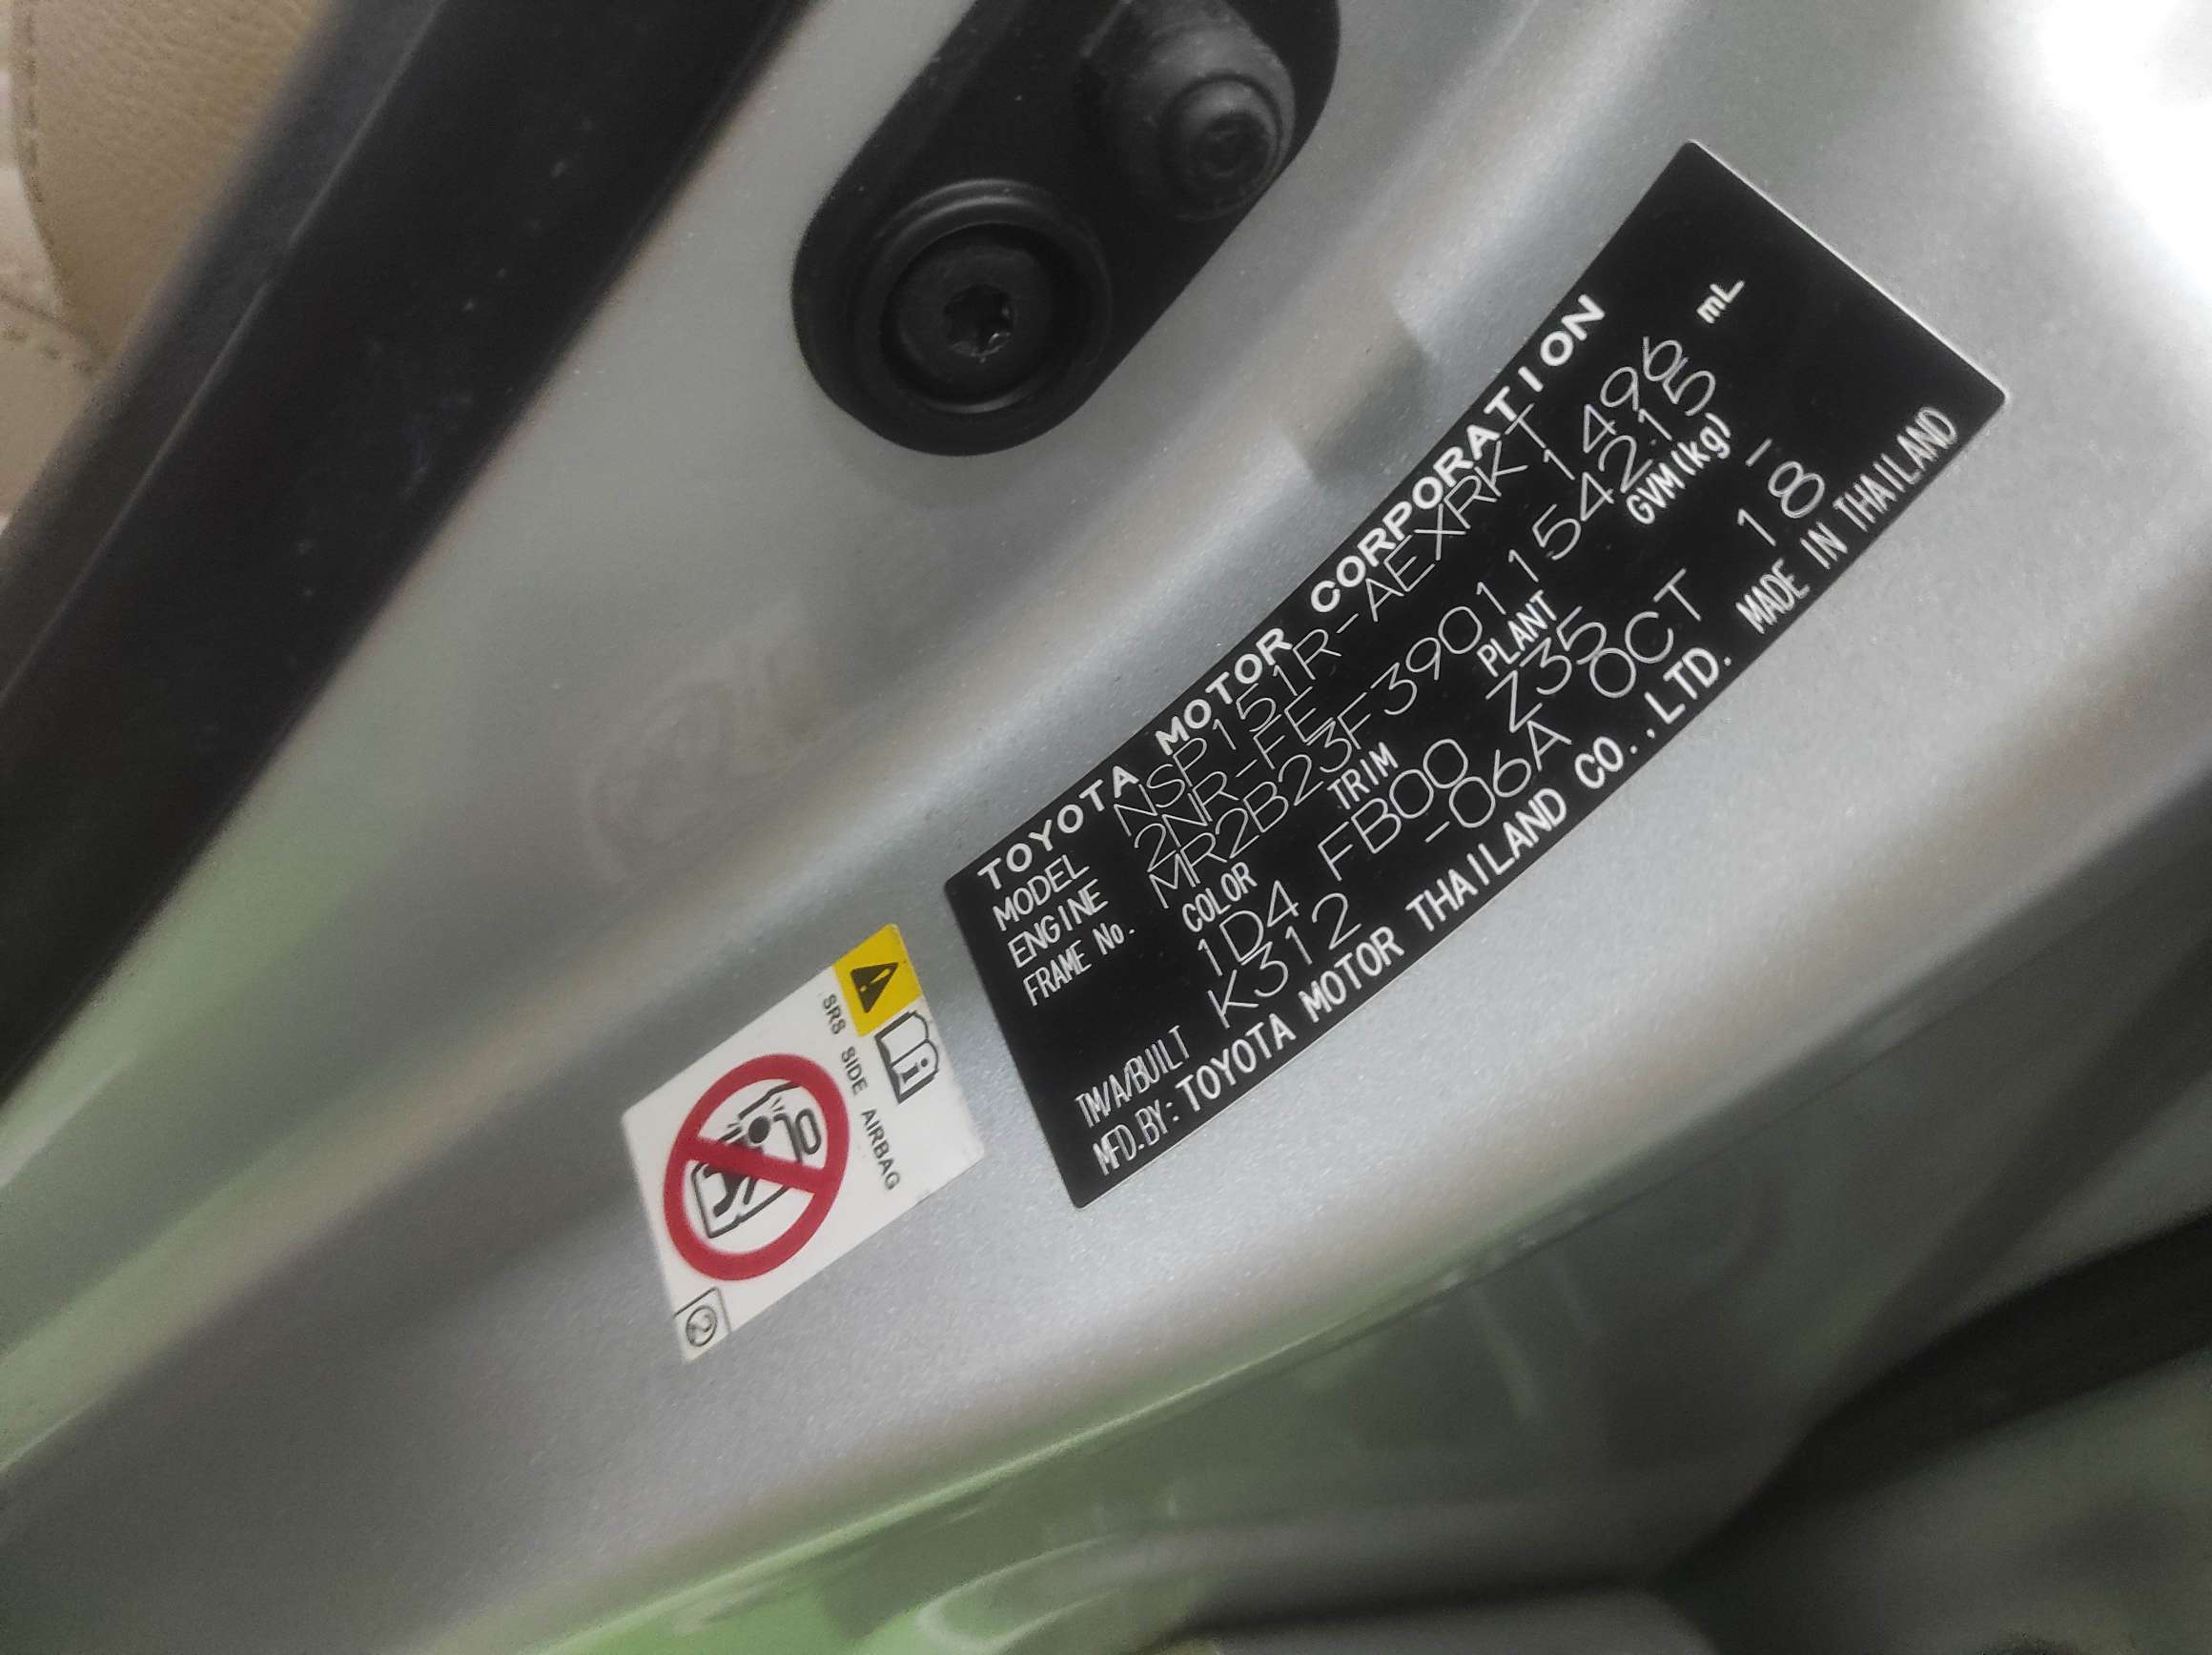 TOYOTA MOTOR CORPORATION
MODEL NSP151R-AEXRKT
ENGINE 2NR-FE 1496 mL
FRAME No. MR2B23F3901154215
COLOR TRIM PLANT GVM(kg)
1D4 FB00 Z35 -
K312 -06A OCT 18
TM/A/BUILT
MFD.BY: TOYOTA MOTOR THAILAND CO.,LTD. MADE IN THAILAND
SRS SIDE AIRBAG
2